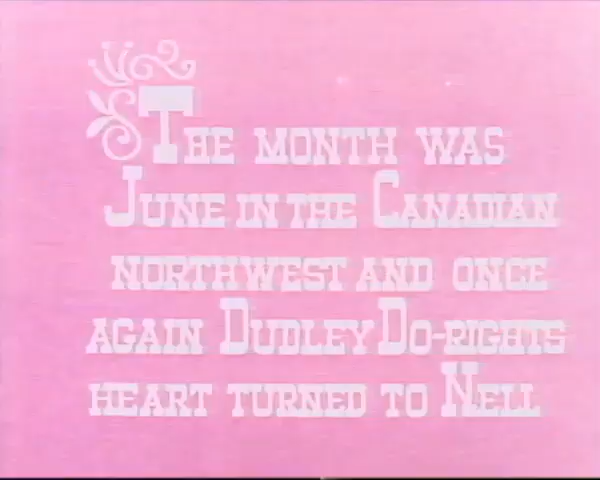 THE MONTH WAS
JUNE IN THE CANADIAN
NORTHWEST AND ONCE
AGAIN DUDLEY DO-RIGHTS
HEART TURNED TO NELL